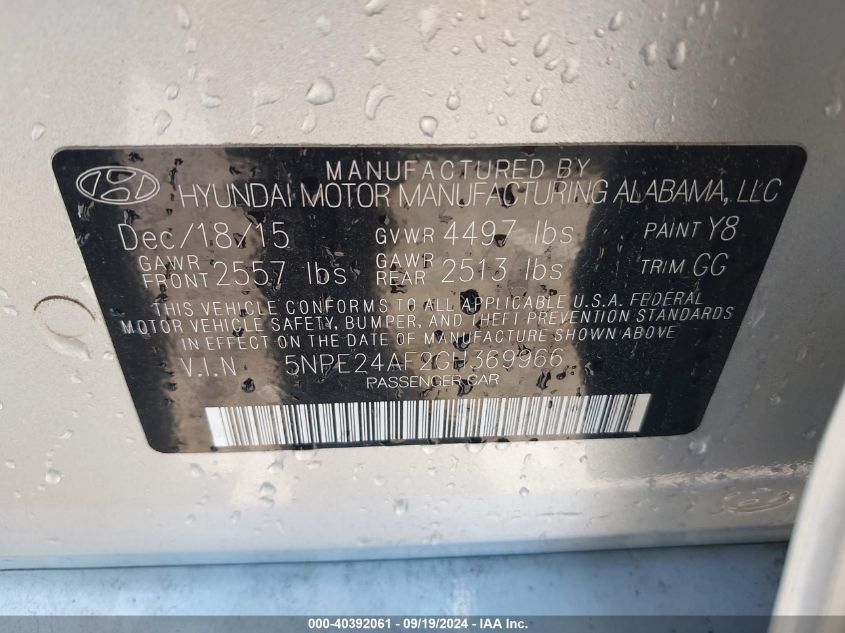 MANUFACTURED BY
HYUNDAI MOTOR MANUFACTURING ALABAMA, LLC
Dec/18/15 GVWR 4497 lbs PAINT Y8
GAWR FRONT 2557 lbs GAWR REAR 2513 lbs TRIM GG
THIS VEHICLE CONFORMS TO ALL APPLICABLE U.S.A. FEDERAL
MOTOR VEHICLE SAFETY, BUMPER, AND THEFT PREVENTION STANDARDS
IN EFFECT ON THE DATE OF MANUFACTURE SHOWN ABOVE
V.I.N 5NPE24AF2GH369966
PASSENGER CAR
000-40392061 - 09/19/2024 - IAA Inc.